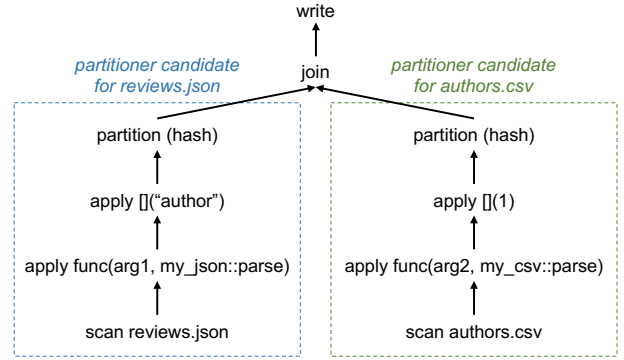 write
partitioner candidate
for reviews.json
join
partitioner candidate
for authors.csv
partition (hash)
partition (hash)
apply [](“author”)
apply [](1)
apply func(arg1, my_json::parse)
apply func(arg2, my_csv::parse)
scan reviews.json
scan authors.csv